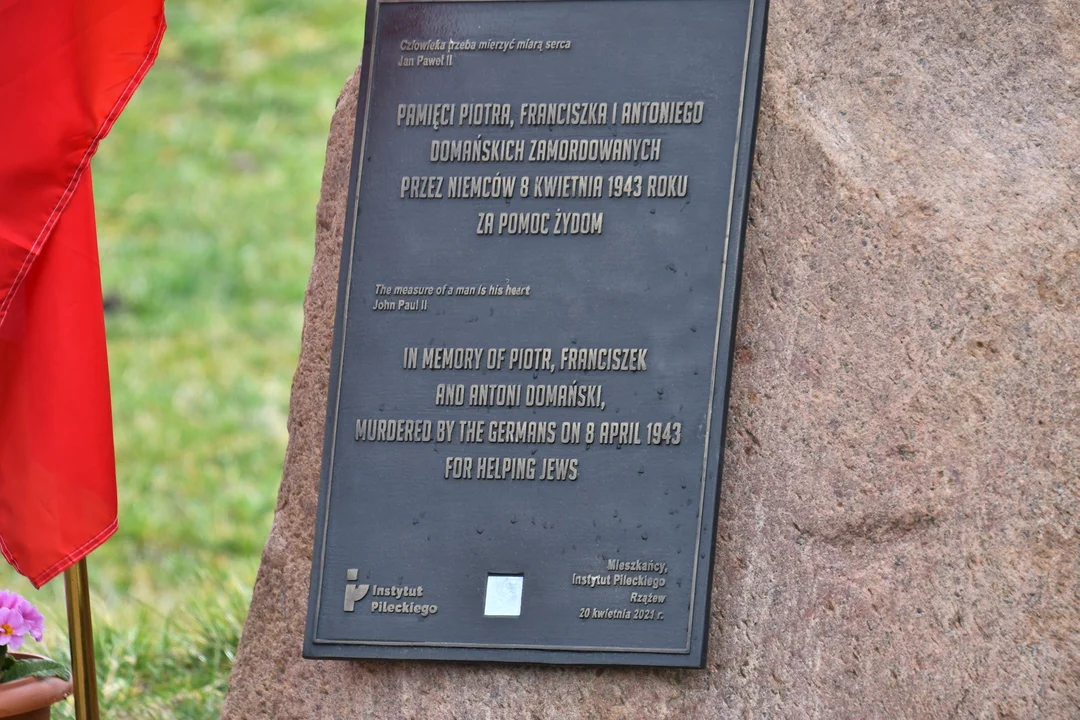 Człowieka trzeba mierzyć miarą serca
Jan Paweł II
PAMIĘCI PIOTRA, FRANCISZKA I ANTONIEGO
DOMAŃSKICH ZAMORDOWANYCH
PRZEZ NIEMCÓW 8 KWIETNIA 1943 ROKU
ZA POMOC ŻYDOM
The measure of a man is his heart
John Paul II
IN MEMORY OF PIOTR, FRANCISZEK
AND ANTONI DOMAŃSKI,
MURDERED BY THE GERMANS ON 8 APRIL 1943
FOR HELPING JEWS
Instytut
Pileckiego
Mieszkańcy,
Instytut Pileckiego
Rzążew
20 kwietnia 2021 r.